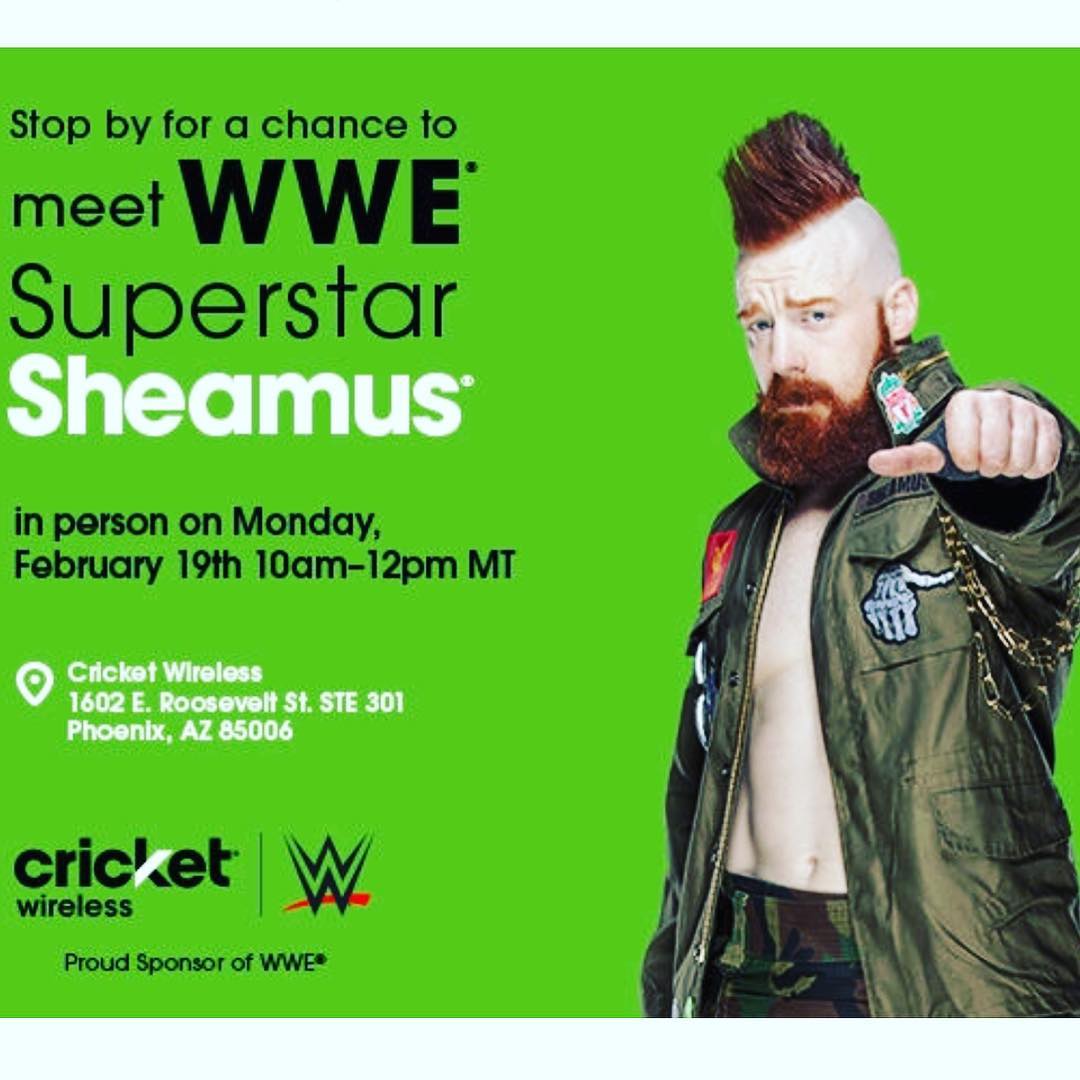 Stop by for a chance to
meet WWE®
Superstar
Sheamus®
in person on Monday,
February 19th 10am–12pm MT
Cricket Wireless
1602 E. Roosevelt St. STE 301
Phoenix, AZ 85006
cricket
wireless
W
Proud Sponsor of WWE®
SHEAMUS